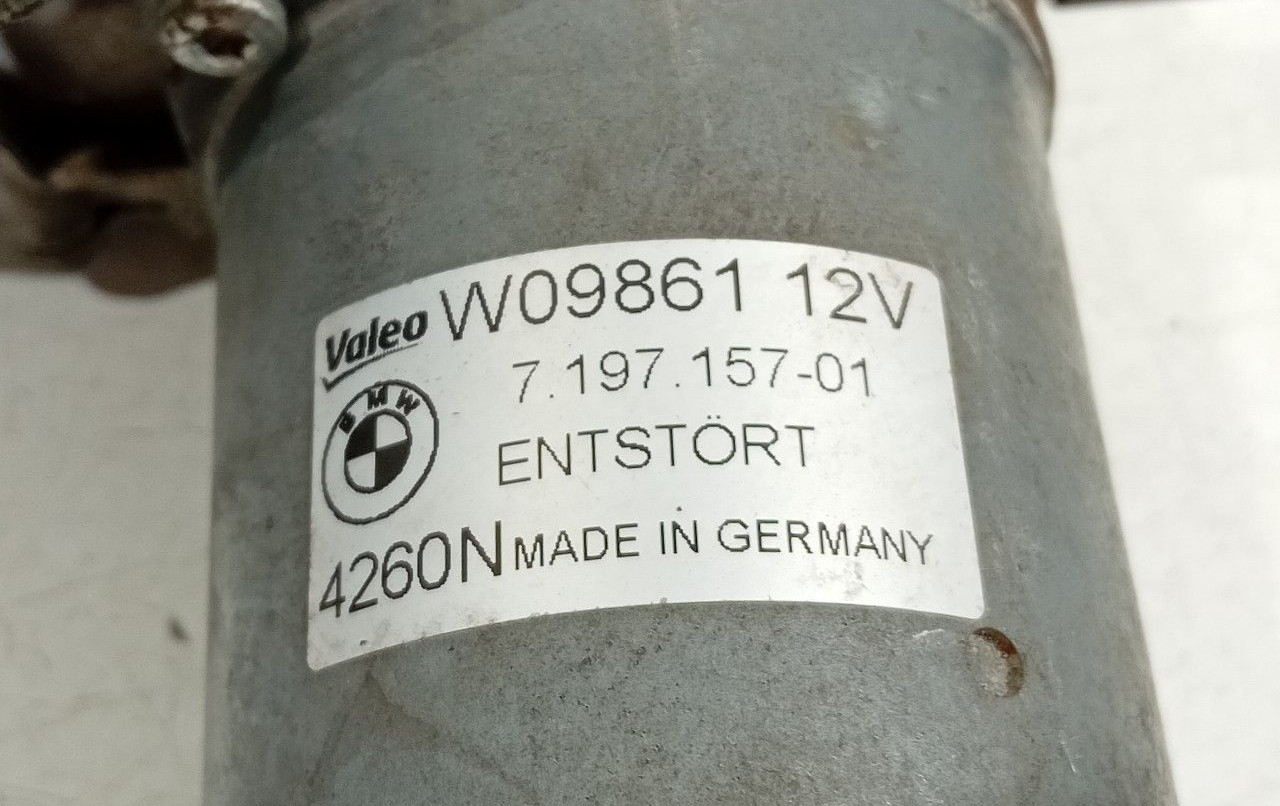 Valeo W09861 12V
7.197.157-01
BMW
ENTSTÖRT
4260N MADE IN GERMANY